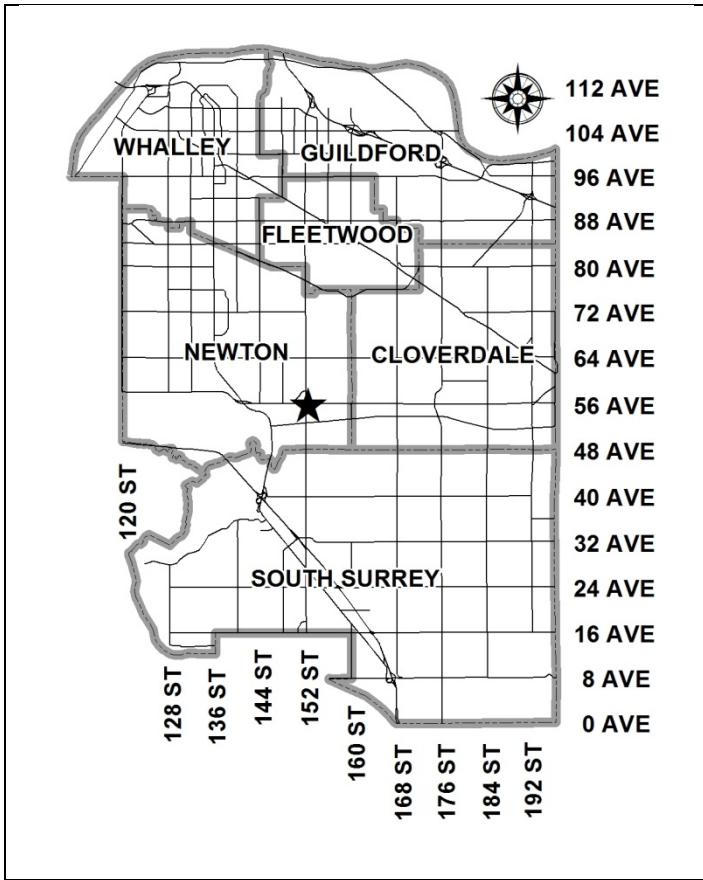 112 AVE
104 AVE
WHALLEY
GUILDFORD
96 AVE
88 AVE
FLEETWOOD
80 AVE
72 AVE
NEWTON
CLOVERDALE
64 AVE
56 AVE
48 AVE
120 ST
40 AVE
32 AVE
SOUTH SURREY
24 AVE
16 AVE
8 AVE
0 AVE
128 ST
136 ST
144 ST
152 ST
160 ST
168 ST
176 ST
184 ST
192 ST